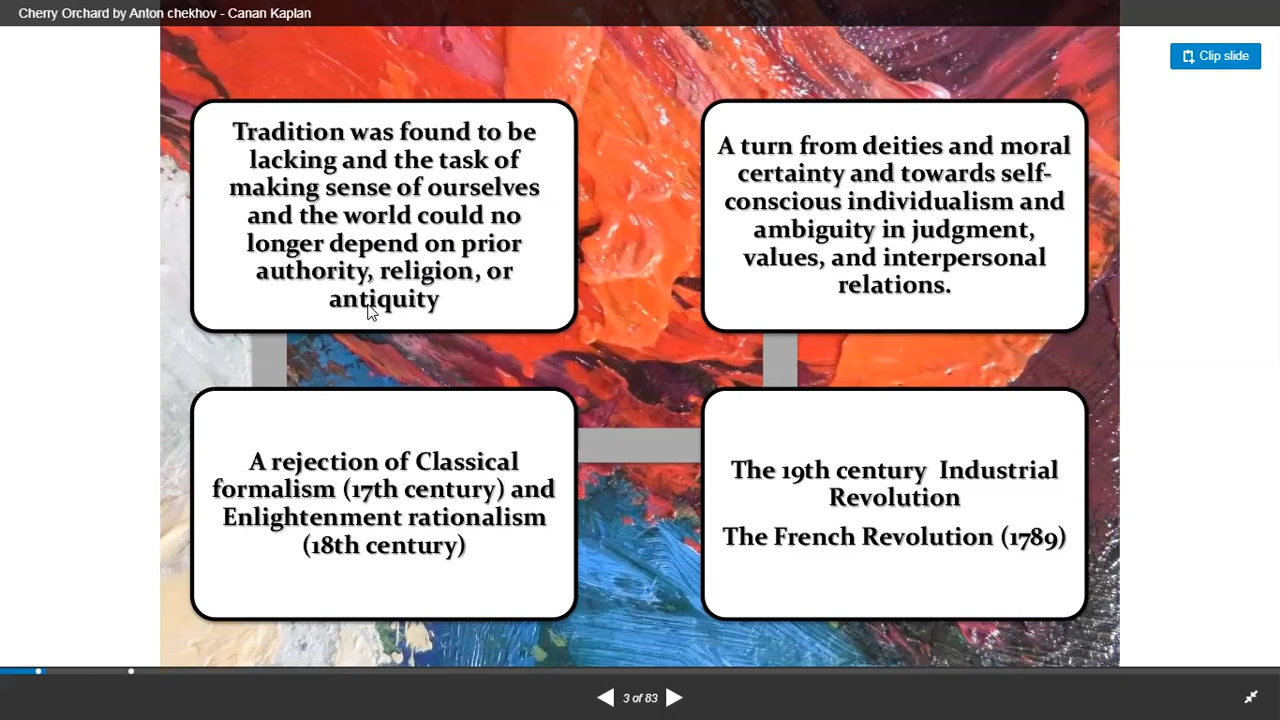 Cherry Orchard by Anton chekhov - Canan Kaplan
Clip slide
Tradition was found to be
lacking and the task of
making sense of ourselves
and the world could no
longer depend on prior
authority, religion, or
antiquity
A turn from deities and moral
certainty and towards self-
conscious individualism and
ambiguity in judgment,
values, and interpersonal
relations.
A rejection of Classical
formalism (17th century) and
Enlightenment rationalism
(18th century)
The 19th century Industrial
Revolution
The French Revolution (1789)
3 of 83